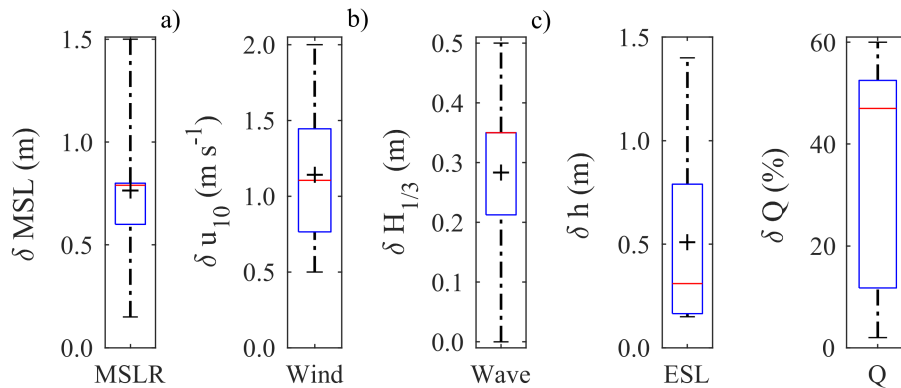 a)
b)
c)
δ MSL (m)
1.5
1.0
0.5
0.0
MSLR
δ u10 (m s-1)
2.0
1.5
1.0
0.5
0.0
Wind
δ H1/3 (m)
0.5
0.4
0.3
0.2
0.1
0.0
Wave
δ h (m)
1.5
1.0
0.5
0.0
ESL
δ Q (%)
60
40
20
0
Q